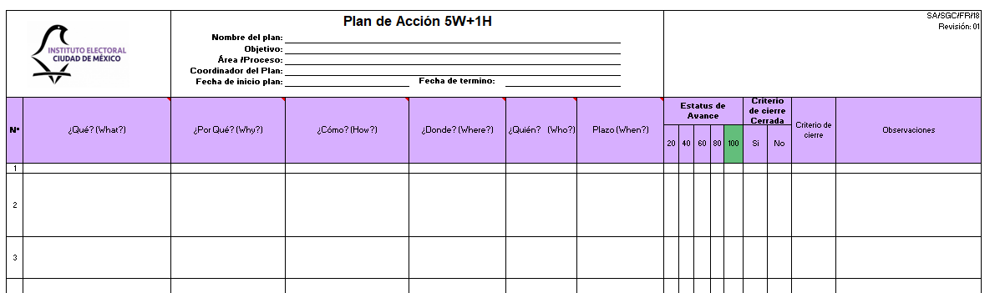 INSTITUTO ELECTORAL
CIUDAD DE MÉXICO
Plan de Acción 5W+1H
SA/SGC/FR/18
Revisión: 01
Nombre del plan:
Objetivo:
Área /Proceso:
Coordinador del Plan:
Fecha de inicio plan:
Fecha de termino:
N°
¿Qué? (What?)
¿Por Qué? (Why?)
¿Cómo? (How?)
¿Donde? (Where?)
¿Quién? (Who?)
Plazo (When?)
Estatus de
Avance
20 40 60 80 100
Criterio
de cierre
Cerrada
Si No
Criterio de
cierre
Observaciones
1
2
3